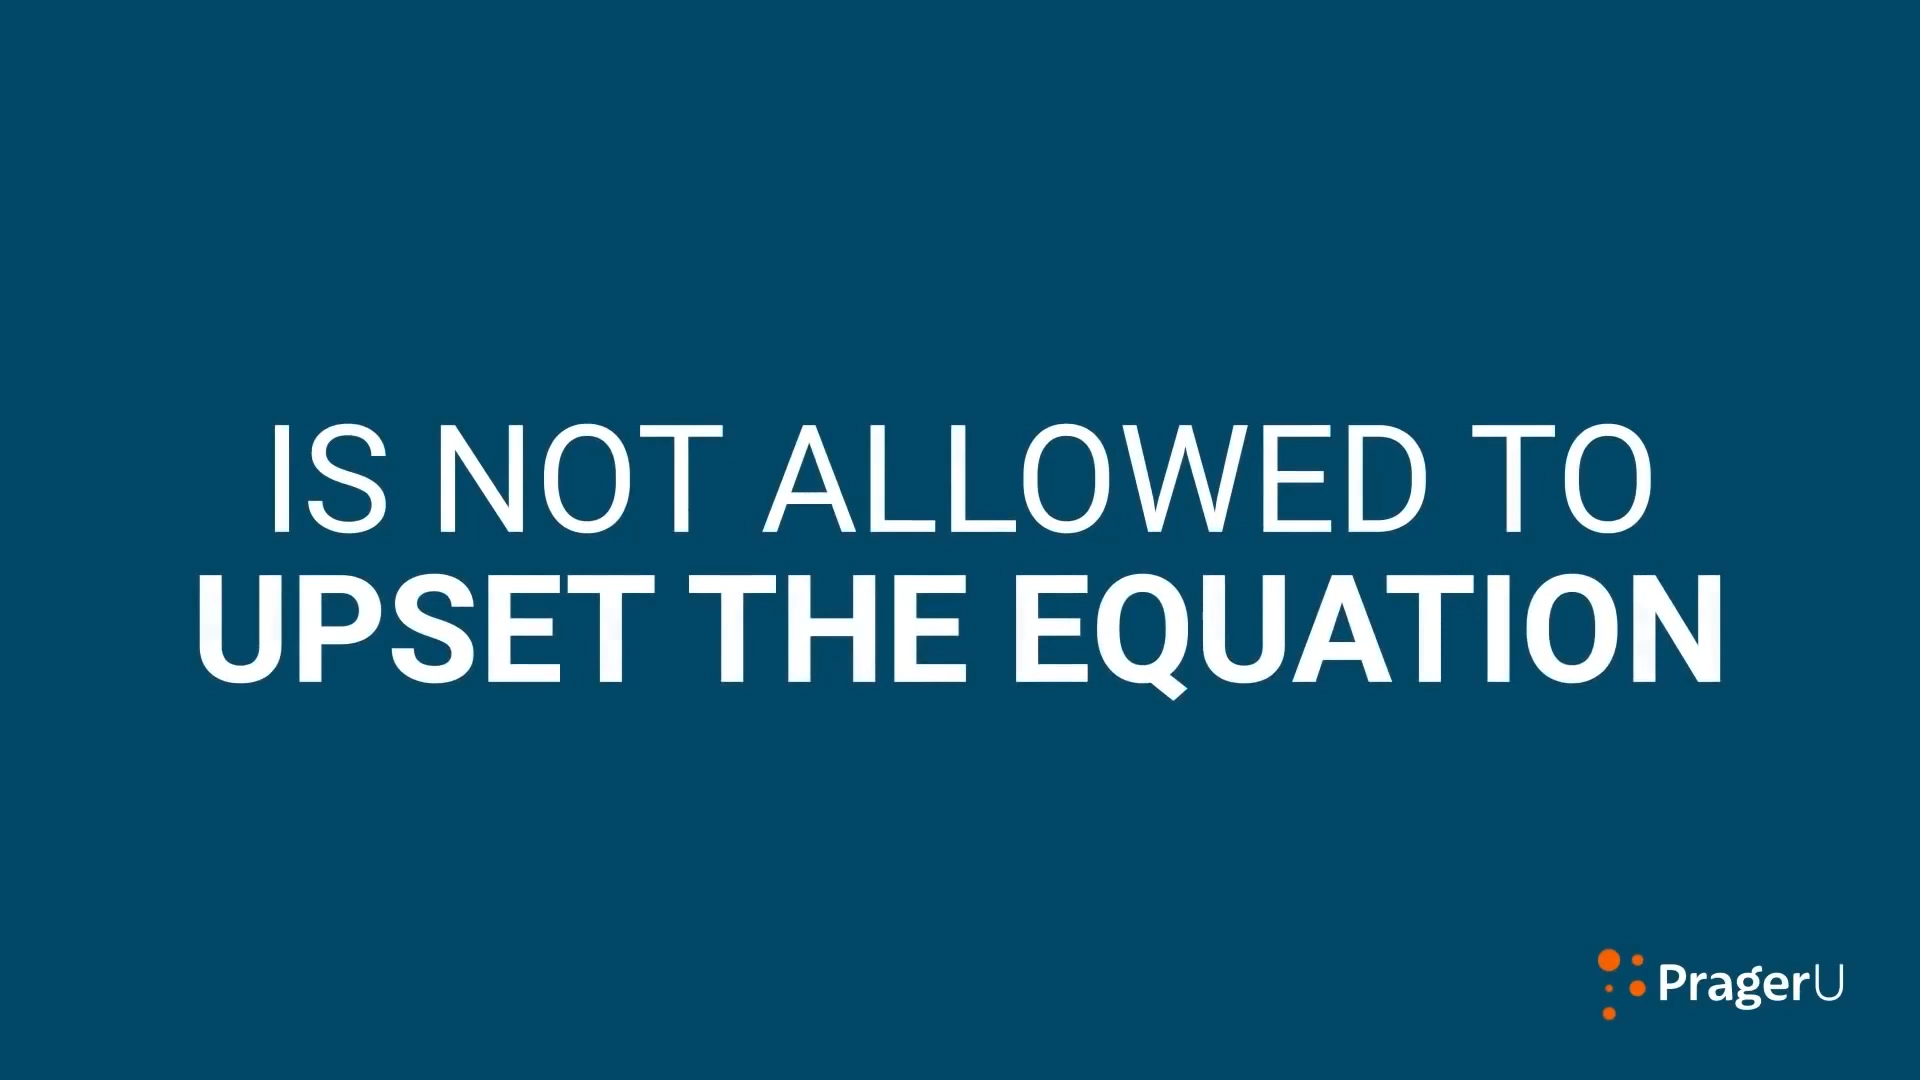 IS NOT ALLOWED TO
UPSET THE EQUATION
PragerU